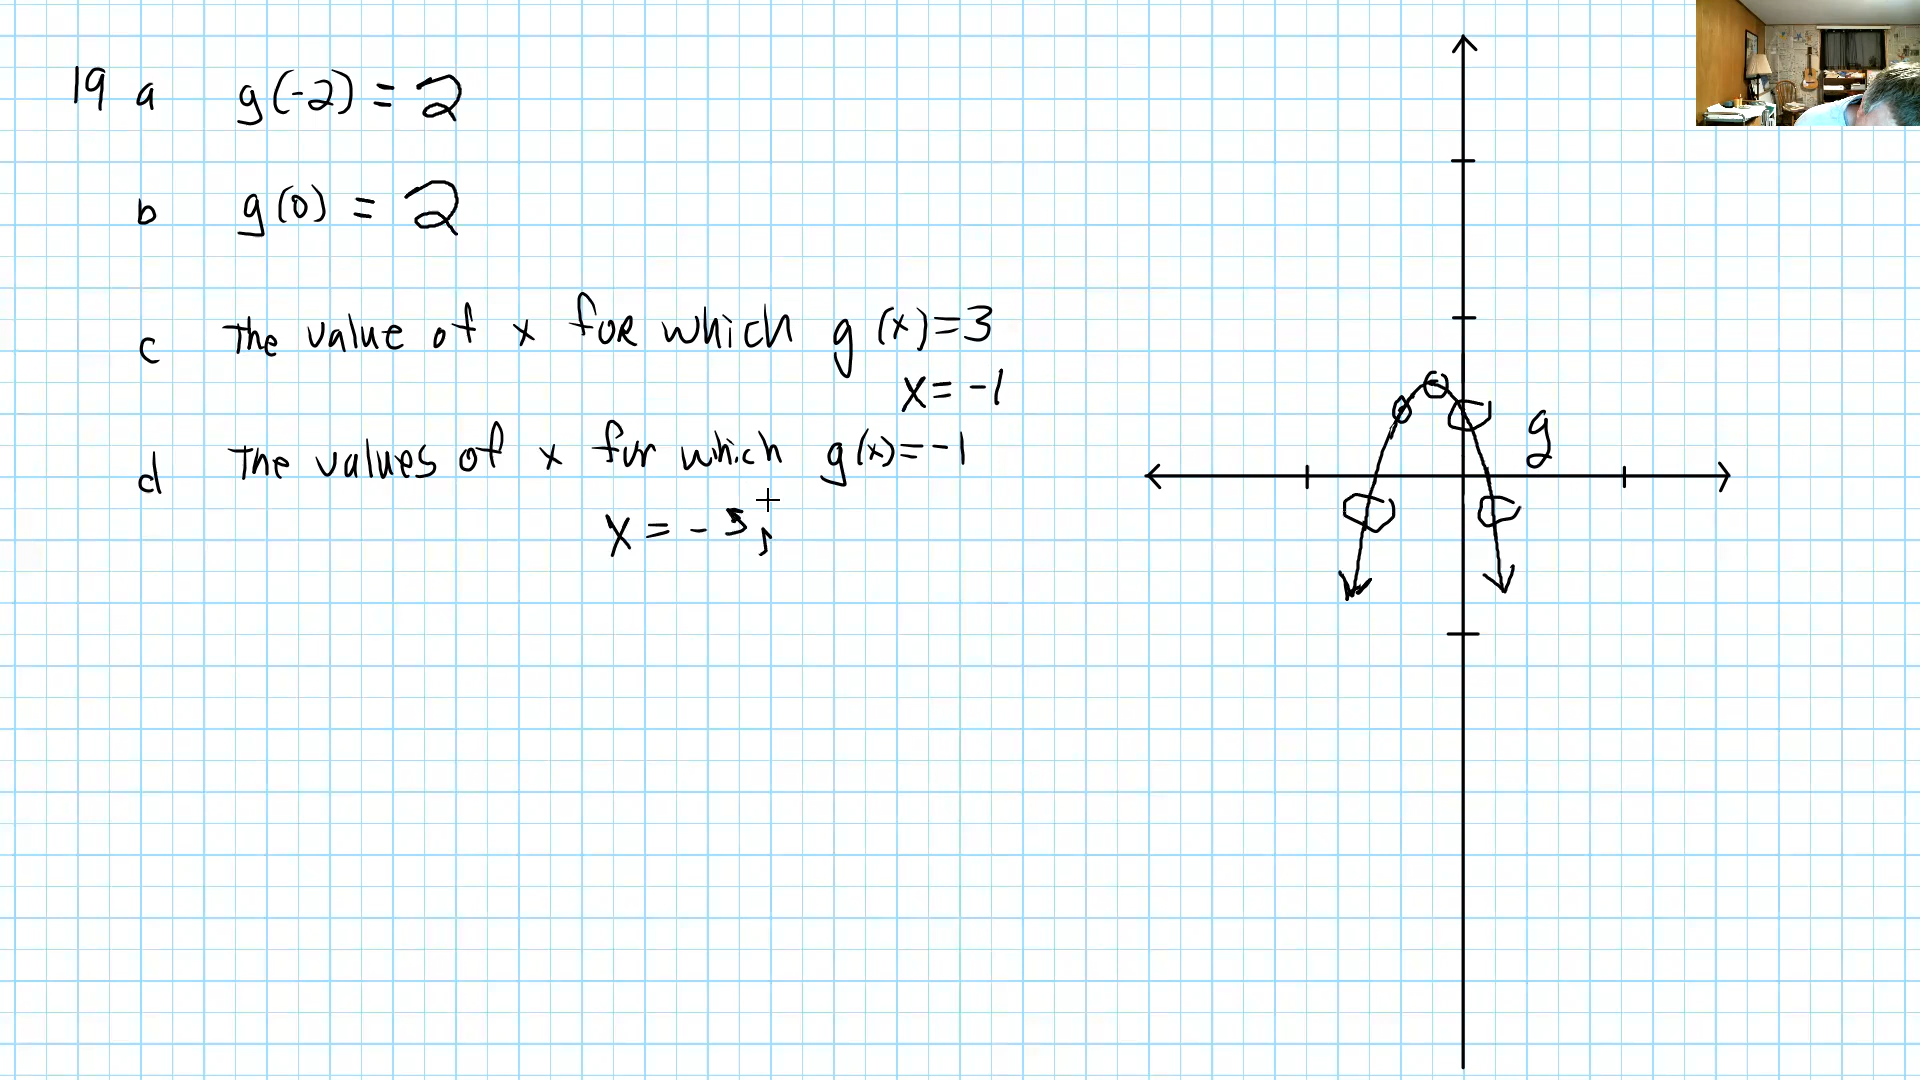 19 a g(-2) = 2
b g(0) = 2
c The value of x for which g(x)=3
x = -1
d The values of x for which g(x)=-1
x = -3,
g